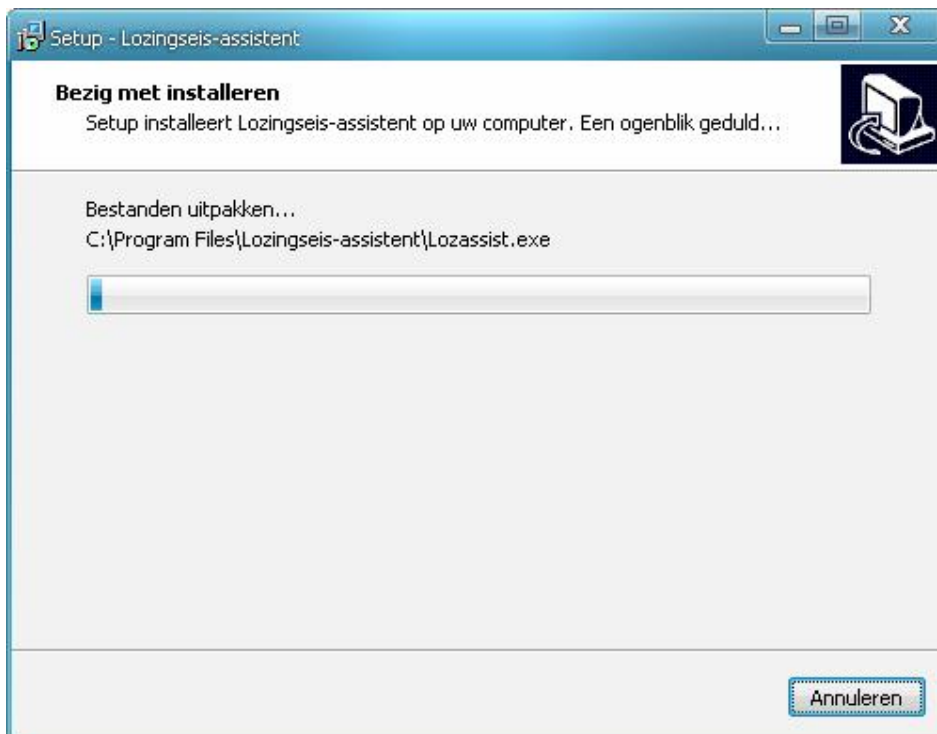 Setup - Lozingseis-assistent
Bezig met installeren
Setup installeert Lozingseis-assistent op uw computer. Een ogenblik geduld...
Bestanden uitpakken...
C:\Program Files\Lozingseis-assistent\Lozassist.exe
Annuleren